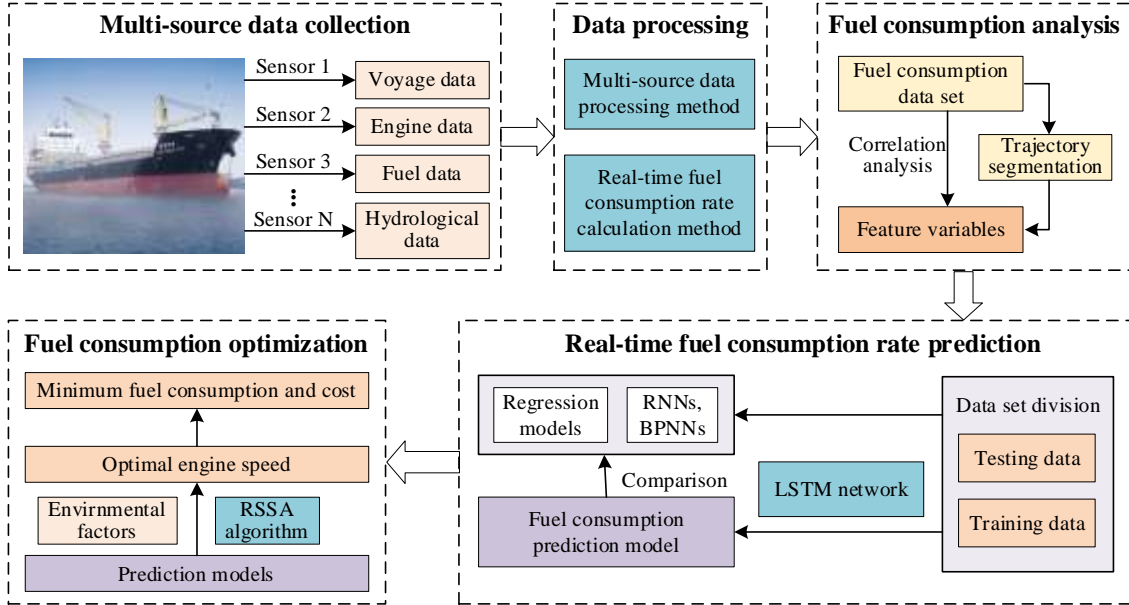 Multi-source data collection
Sensor 1
Voyage data
Sensor 2
Engine data
Sensor 3
Fuel data
Sensor N
Hydrological
data
Data processing
Multi-source data
processing method
Real-time fuel
consumption rate
calculation method
Fuel consumption analysis
Fuel consumption
data set
Correlation
analysis
Trajectory
segmentation
Feature variables
Fuel consumption optimization
Minimum fuel consumption and cost
Optimal engine speed
Envirnmental
factors
RSSA
algorithm
Prediction models
Real-time fuel consumption rate prediction
Regression
models
RNNs,
BPNNs
Comparison
Fuel consumption
prediction model
LSTM network
Data set division
Testing data
Training data